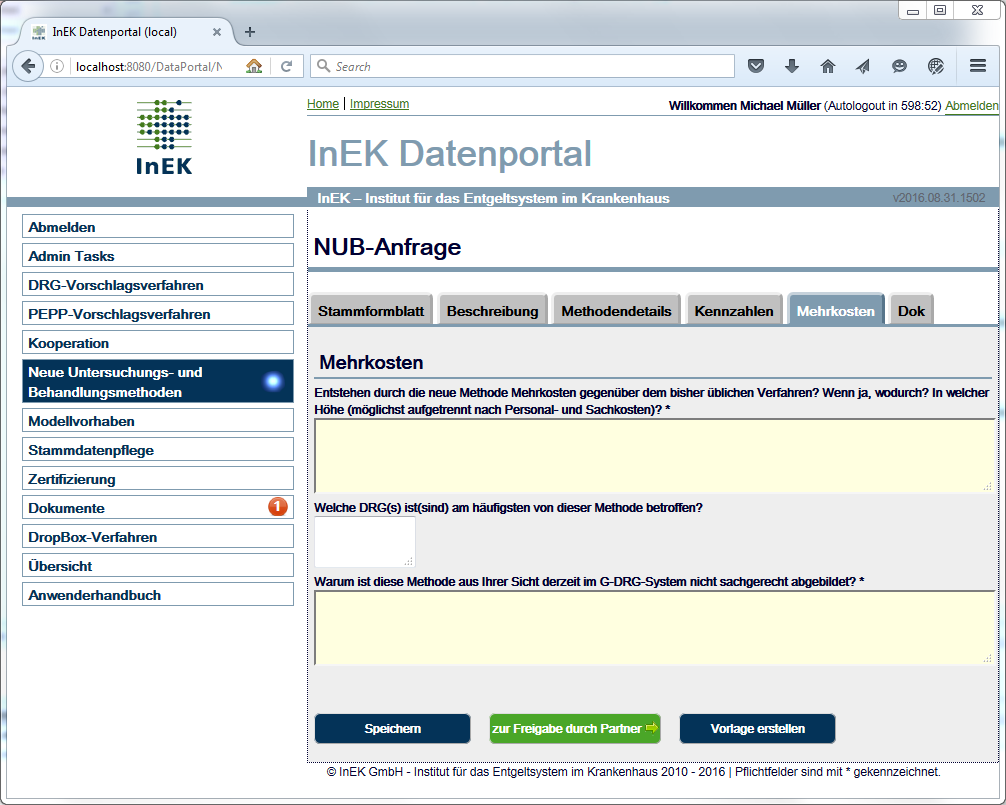 InEK Datenportal (local)
localhost:8080/DataPortal/N
Search
InEK
Home | Impressum
Willkommen Michael Müller (Autologout in 598:52) Abmelden
InEK Datenportal
InEK – Institut für das Entgeltsystem im Krankenhaus
v2016.08.31.1502
Abmelden
Admin Tasks
DRG-Vorschlagsverfahren
PEPP-Vorschlagsverfahren
Kooperation
Neue Untersuchungs- und
Behandlungsmethoden
Modellvorhaben
Stammdatenpflege
Zertifizierung
Dokumente 1
DropBox-Verfahren
Übersicht
Anwenderhandbuch
NUB-Anfrage
Stammformblatt Beschreibung Methodendetails Kennzahlen Mehrkosten Dok
Mehrkosten
Entstehen durch die neue Methode Mehrkosten gegenüber dem bisher üblichen Verfahren? Wenn ja, wodurch? In welcher
Höhe (möglichst aufgetrennt nach Personal- und Sachkosten)? *
Welche DRG(s) ist(sind) am häufigsten von dieser Methode betroffen?
Warum ist diese Methode aus Ihrer Sicht derzeit im G-DRG-System nicht sachgerecht abgebildet? *
Speichern zur Freigabe durch Partner Vorlage erstellen
© InEK GmbH - Institut für das Entgeltsystem im Krankenhaus 2010 - 2016 | Pflichtfelder sind mit * gekennzeichnet.